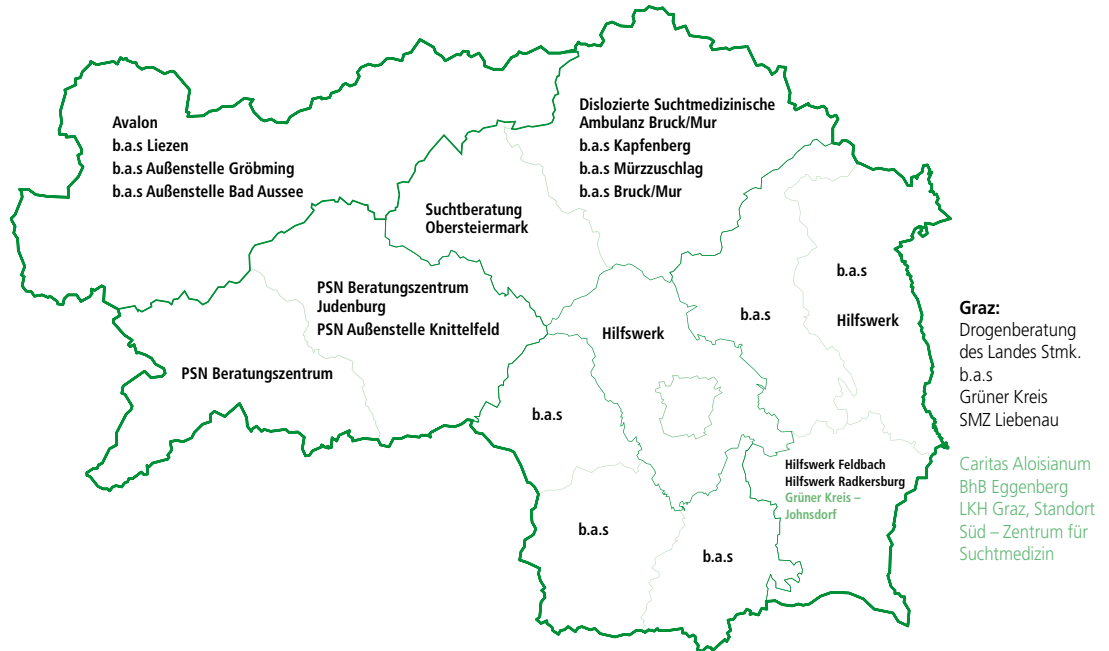 Avalon
b.a.s Liezen
b.a.s Außenstelle Gröbming
b.a.s Außenstelle Bad Aussee
Dislozierte Suchtmedizinische
Ambulanz Bruck/Mur
b.a.s Kapfenberg
b.a.s Mürzzuschlag
b.a.s Bruck/Mur
Suchtberatung
Obersteiermark
PSN Beratungszentrum
Judenburg
PSN Außenstelle Knittelfeld
PSN Beratungszentrum
Hilfswerk
b.a.s
b.a.s
Hilfswerk
b.a.s
b.a.s
b.a.s
Hilfswerk Feldbach
Hilfswerk Radkersburg
Grüner Kreis –
Johnsdorf
Graz:
Drogenberatung
des Landes Stmk.
b.a.s
Grüner Kreis
SMZ Liebenau
Caritas Aloisianum
BhB Eggenberg
LKH Graz, Standort
Süd – Zentrum für
Suchtmedizin